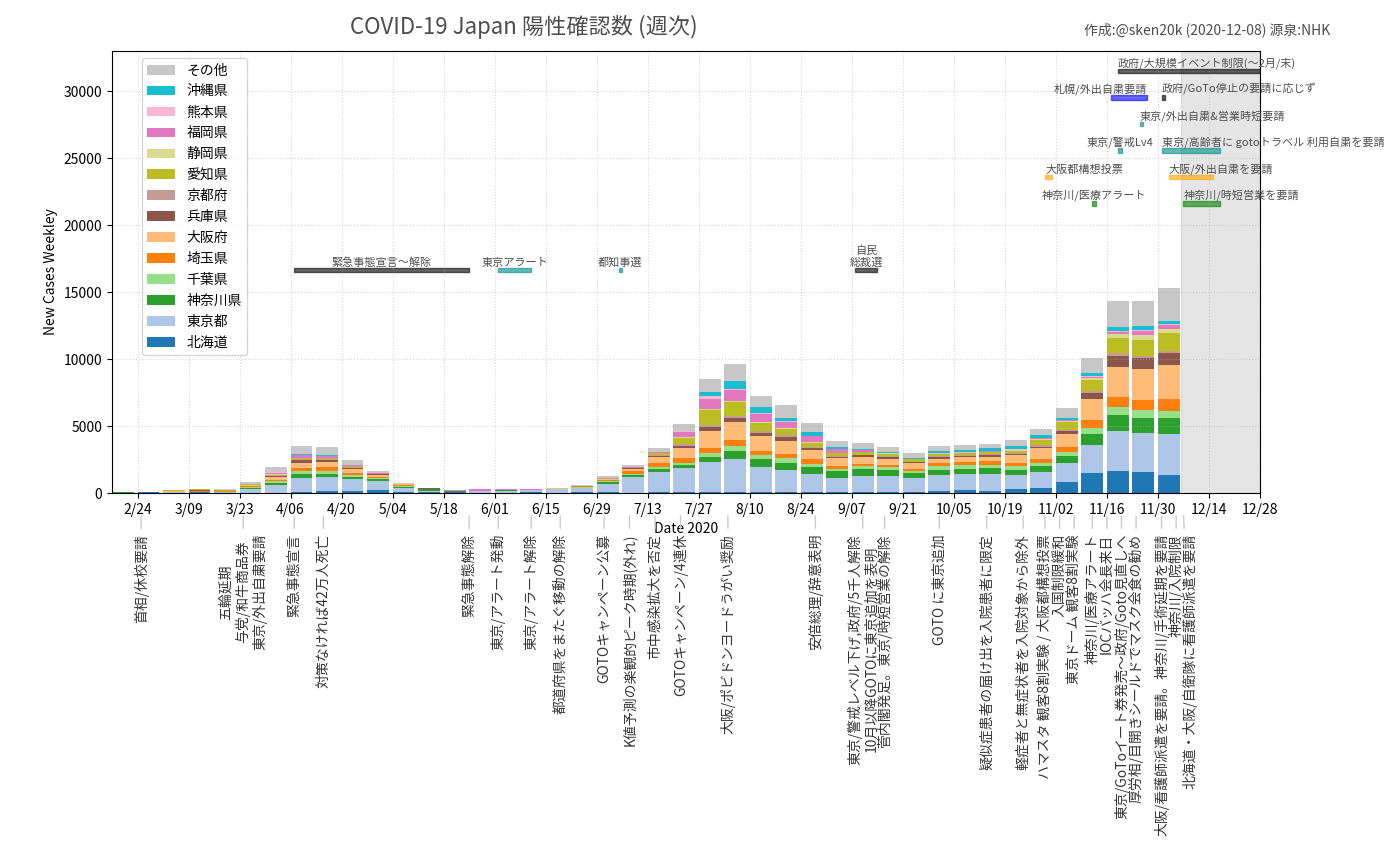 COVID-19 Japan 陽性確認数 (週次)
作成:@sken20k (2020-12-08) 源泉:NHK
その他
沖縄県
熊本県
福岡県
静岡県
愛知県
京都府
兵庫県
大阪府
埼玉県
千葉県
神奈川県
東京都
北海道
New Cases Weekly
30000
25000
20000
15000
10000
5000
0
政府/大規模イベント制限(〜2月/末)
札幌/外出自粛要請
政府/GoTo停止の要請に応じず
東京/外出自粛&営業時短要請
東京/警戒Lv4
東京/高齢者に gotoトラベル 利用自粛を要請
大阪都構想投票
大阪/外出自粛を要請
神奈川/医療アラート
神奈川/時短営業を要請
緊急事態宣言〜解除
東京アラート
都知事選
自民
総裁選
2/24
3/09
3/23
4/06
4/20
5/04
5/18
6/01
6/15
6/29
7/13
7/27
8/10
8/24
9/07
9/21
10/05
10/19
11/02
11/16
11/30
12/14
12/28
Date 2020
首相/休校要請
五輪延期
与党/和牛商品券
東京/外出自粛要請
緊急事態宣言
対策なければ42万人死亡
緊急事態解除
東京/アラート発動
東京/アラート解除
都道府県をまたぐ移動の解除
GOTOキャンペーン公募
K値予測の楽観的ピーク時期(外れ)
市中感染拡大を否定
GOTOキャンペーン/4連休
大阪/ポビドンヨードうがい奨励
安倍総理/辞意表明
東京/警戒レベル下げ,政府/5千人解除
10月以降GOTOに東京追加を表明
菅内閣発足。東京/時短営業の解除
GOTO に東京追加
疑似症患者の届け出を入院患者に限定
軽症者と無症状者を入院対象から除外
ハマスタ 観客8割実験 / 大阪都構想投票
入国制限緩和
東京ドーム 観客8割実験
神奈川/医療アラート
IOCバッハ会長来日
東京/GoToイート券発売〜政府/Goto見直しへ
厚労相/目開きシールドでマスク会食の勧め
大阪/看護師派遣を要請。神奈川/手術延期を要請
神奈川/入院制限
北海道・大阪/自衛隊に看護師派遣を要請